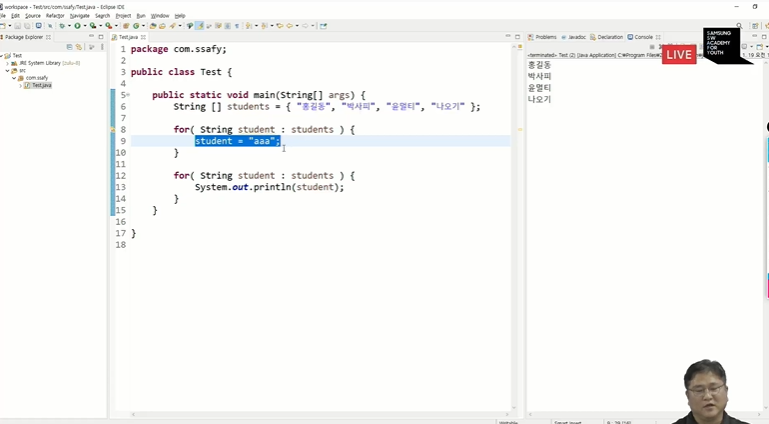 workspace - Test/src/com/ssafy/Test.java - Eclipse IDE
File Edit Source Refactor Navigate Search Project Run Window Help
Package Explorer
Test
JRE System Library [zulu-8]
src
com.ssafy
Test.java
Test.java
1 package com.ssafy;
2
3 public class Test {
4
5 public static void main(String[] args) {
6 String [] students = { "홍길동", "박사피", "윤멀티", "나오기" };
7
8 for( String student : students ) {
9 student = "aaa";
10 }
11
12 for( String student : students ) {
13 System.out.println(student);
14 }
15 }
16
17 }
18
Problems Javadoc Declaration Console
<terminated> Test (2) [Java Application] C:\Program Files\
홍길동
박사피
윤멀티
나오기
LIVE
SAMSUNG
SW
ACADEMY
FOR
YOUTH
Writable
Smart Insert